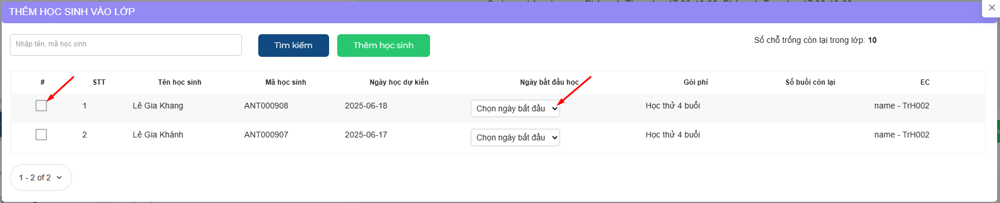 THÊM HỌC SINH VÀO LỚP
Nhập tên, mã học sinh
Tìm kiếm
Thêm học sinh
Số chỗ trống còn lại trong lớp: 10
# STT Tên học sinh Mã học sinh Ngày học dự kiến Ngày bắt đầu học Gói phí Số buổi còn lại EC
1 Lê Gia Khang ANT000908 2025-06-18 Chọn ngày bắt đầu Học thử 4 buổi name - TrH002
2 Lê Gia Khánh ANT000907 2025-06-17 Chọn ngày bắt đầu Học thử 4 buổi name - TrH002
1 - 2 of 2